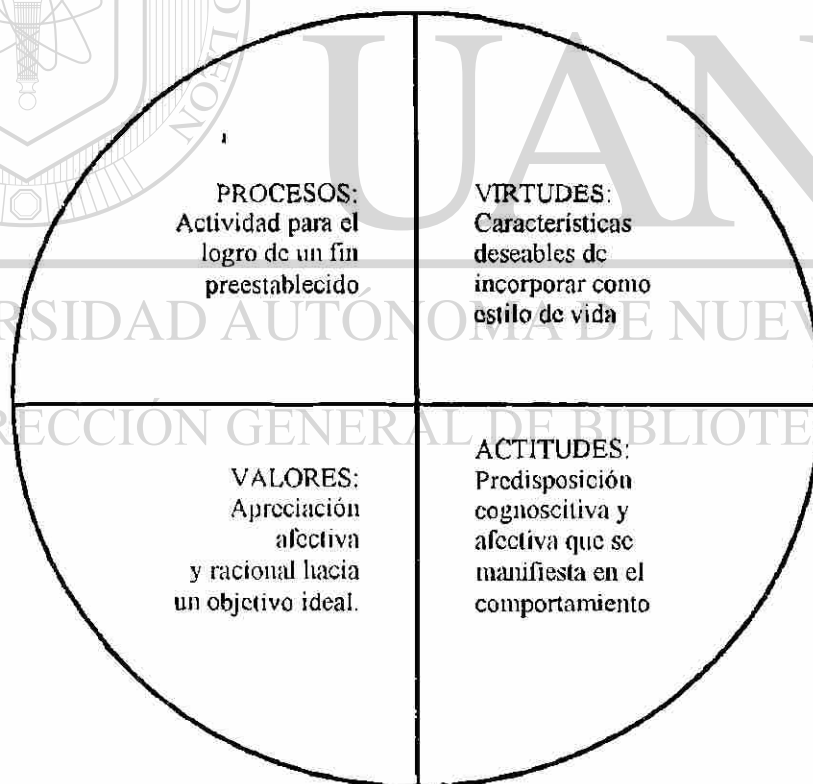 UAN
LEON
PROCESOS:
Actividad para el
logro de un fin
preestablecido
VIRTUDES:
Características
deseables de
incorporar como
estilo de vida
RSIDAD AUTÓNOMA DE NUEV
RECCIÓN GENERAL DE BIBLIOTE
VALORES:
Apreciación
afectiva
y racional hacia
un objetivo ideal.
ACTITUDES:
Predisposición
cognoscitiva y
afectiva que se
manifiesta en el
comportamiento